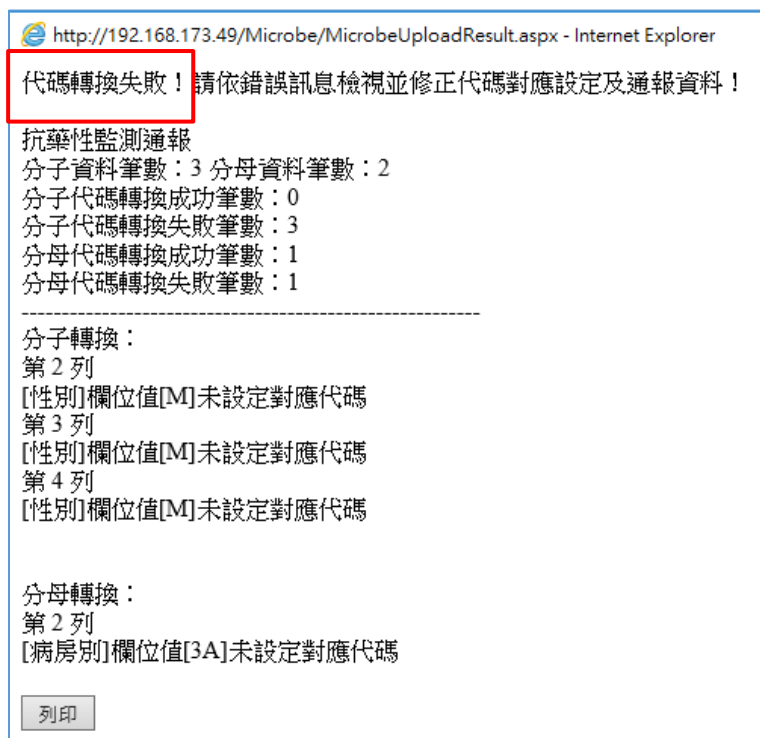 http://192.168.173.49/Microbe/MicrobeUploadResult.aspx - Internet Explorer
代碼轉換失敗！請依錯誤訊息檢視並修正代碼對應設定及通報資料！
抗藥性監測通報
分子資料筆數：3 分母資料筆數：2
分子代碼轉換成功筆數：0
分子代碼轉換失敗筆數：3
分母代碼轉換成功筆數：1
分母代碼轉換失敗筆數：1
---------------------------------------------------------
分子轉換：
第 2 列
[性別]欄位值[M]未設定對應代碼
第 3 列
[性別]欄位值[M]未設定對應代碼
第 4 列
[性別]欄位值[M]未設定對應代碼
分母轉換：
第 2 列
[病房別]欄位值[3A]未設定對應代碼
列印